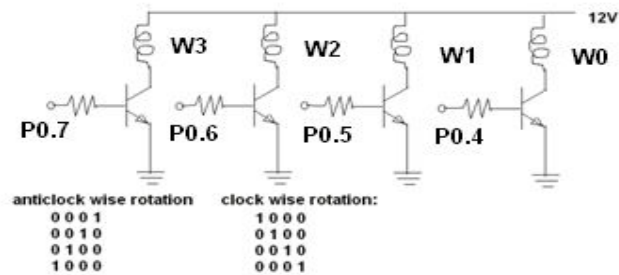 12V
W3 W2 W1 W0
P0.7 P0.6 P0.5 P0.4
anticlock wise rotation clock wise rotation:
0 0 0 1 1 0 0 0
0 0 1 0 0 1 0 0
0 1 0 0 0 0 1 0
1 0 0 0 0 0 0 1